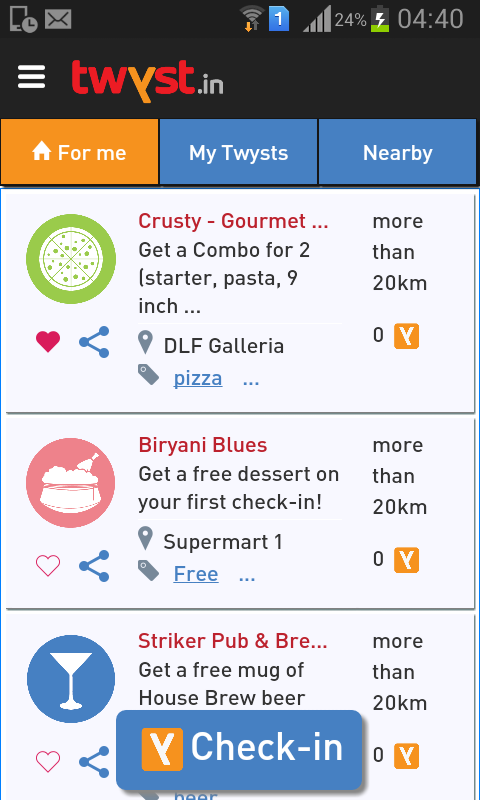 1 24% 04:40
twyst.in
For me My Twysts Nearby
Crusty - Gourmet ... more
Get a Combo for 2 than
(starter, pasta, 9 20km
inch ...
0
DLF Galleria
pizza ...
Biryani Blues more
Get a free dessert on than
your first check-in! 20km
Supermart 1 0
Free ...
Striker Pub & Bre... more
Get a free mug of than
House Brew beer 20km
Check-in 0
beer